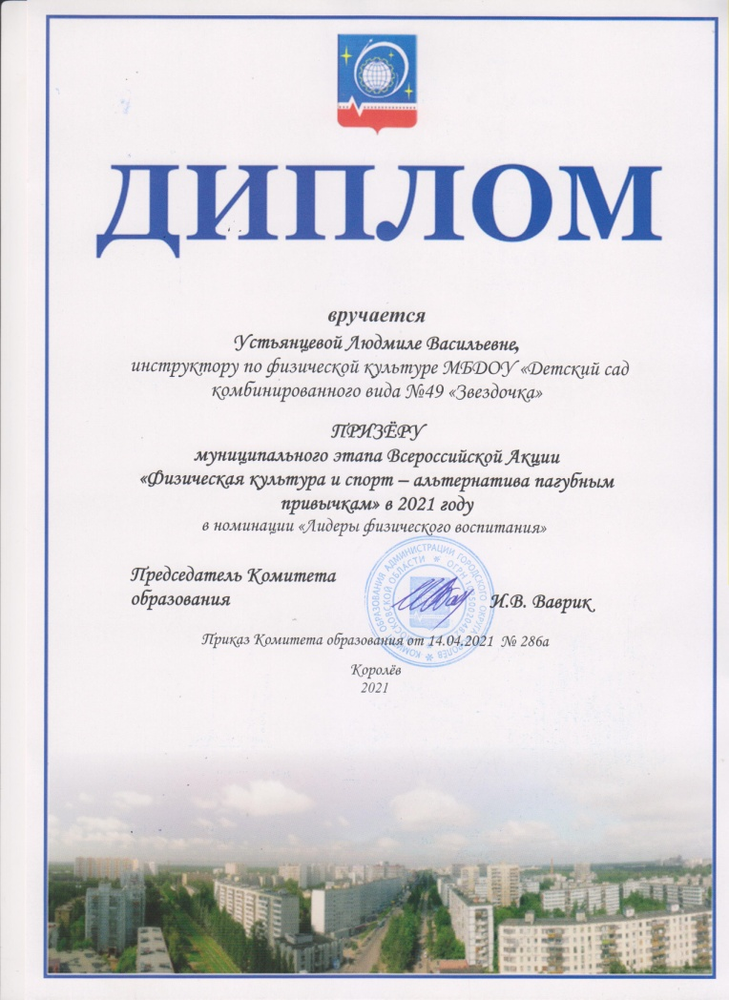 ДИПЛОМ
вручается
Устьянцевой Людмиле Васильевне,
инструктору по физической культуре МБДОУ «Детский сад
комбинированного вида №49 «Звездочка»
ПРИЗЁРУ
муниципального этапа Всероссийской Акции
«Физическая культура и спорт – альтернатива пагубным
привычкам» в 2021 году
в номинации «Лидеры физического воспитания»
Председатель Комитета
образования
И.В. Ваврик
Приказ Комитета образования от 14.04.2021 № 286а
Королёв
2021